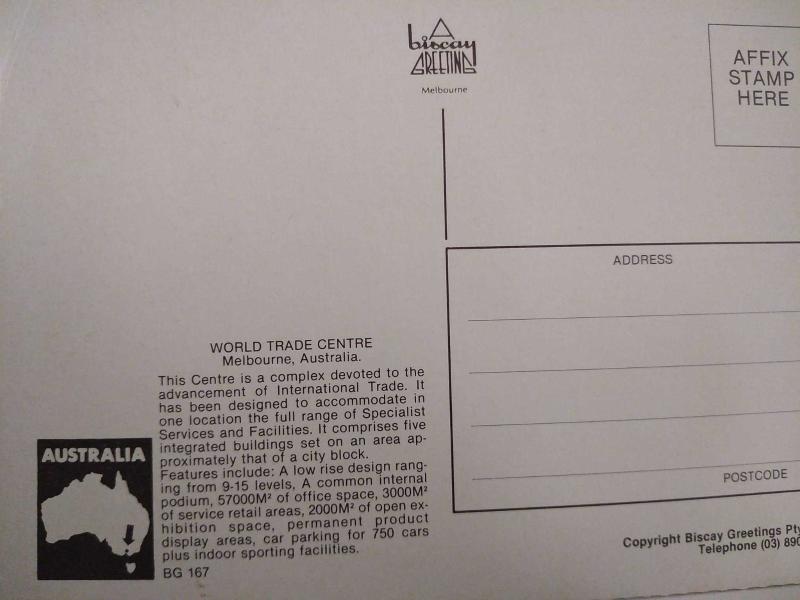 A
biscay
GREETING
Melbourne
AFFIX
STAMP
HERE
ADDRESS
POSTCODE
WORLD TRADE CENTRE
Melbourne, Australia.
This Centre is a complex devoted to the
advancement of International Trade. It
has been designed to accommodate in
one location the full range of Specialist
Services and Facilities. It comprises five
integrated buildings set on an area ap-
proximately that of a city block.
Features include: A low rise design rang-
ing from 9-15 levels, A common internal
podium, 57000M² of office space, 3000M²
of service retail areas, 2000M² of open ex-
hibition space, permanent product
display areas, car parking for 750 cars
plus indoor sporting facilities.
BG 167
AUSTRALIA
Copyright Biscay Greetings Pty
Telephone (03) 890